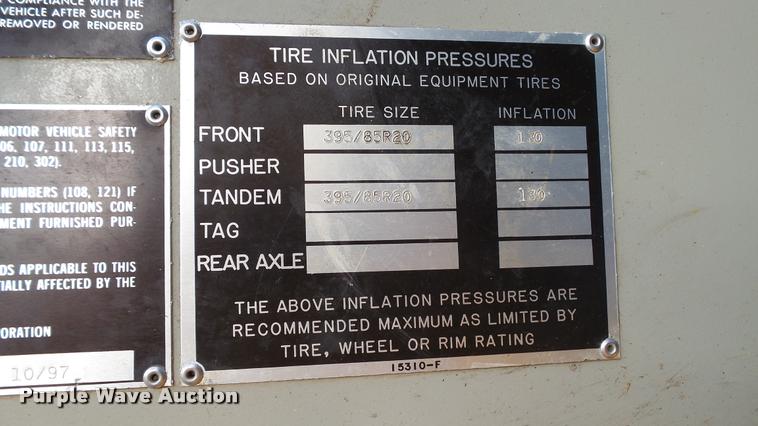 COMPLIANCE WITH THE
VEHICLE AFTER SUCH DE-
REMOVED OR RENDERED
MOTOR VEHICLE SAFETY
06, 107, 111, 113, 115,
210, 302).
NUMBERS (108, 121) IF
HE INSTRUCTIONS CON-
MENT FURNISHED PUR-
DS APPLICABLE TO THIS
TIALLY AFFECTED BY THE
ORPORATION
10/97
TIRE INFLATION PRESSURES
BASED ON ORIGINAL EQUIPMENT TIRES
TIRE SIZE INFLATION
FRONT 395/85R20 130
PUSHER
TANDEM 395/85R20 130
TAG
REAR AXLE
THE ABOVE INFLATION PRESSURES ARE
RECOMMENDED MAXIMUM AS LIMITED BY
TIRE, WHEEL OR RIM RATING
15310-F
Purple Wave Auction